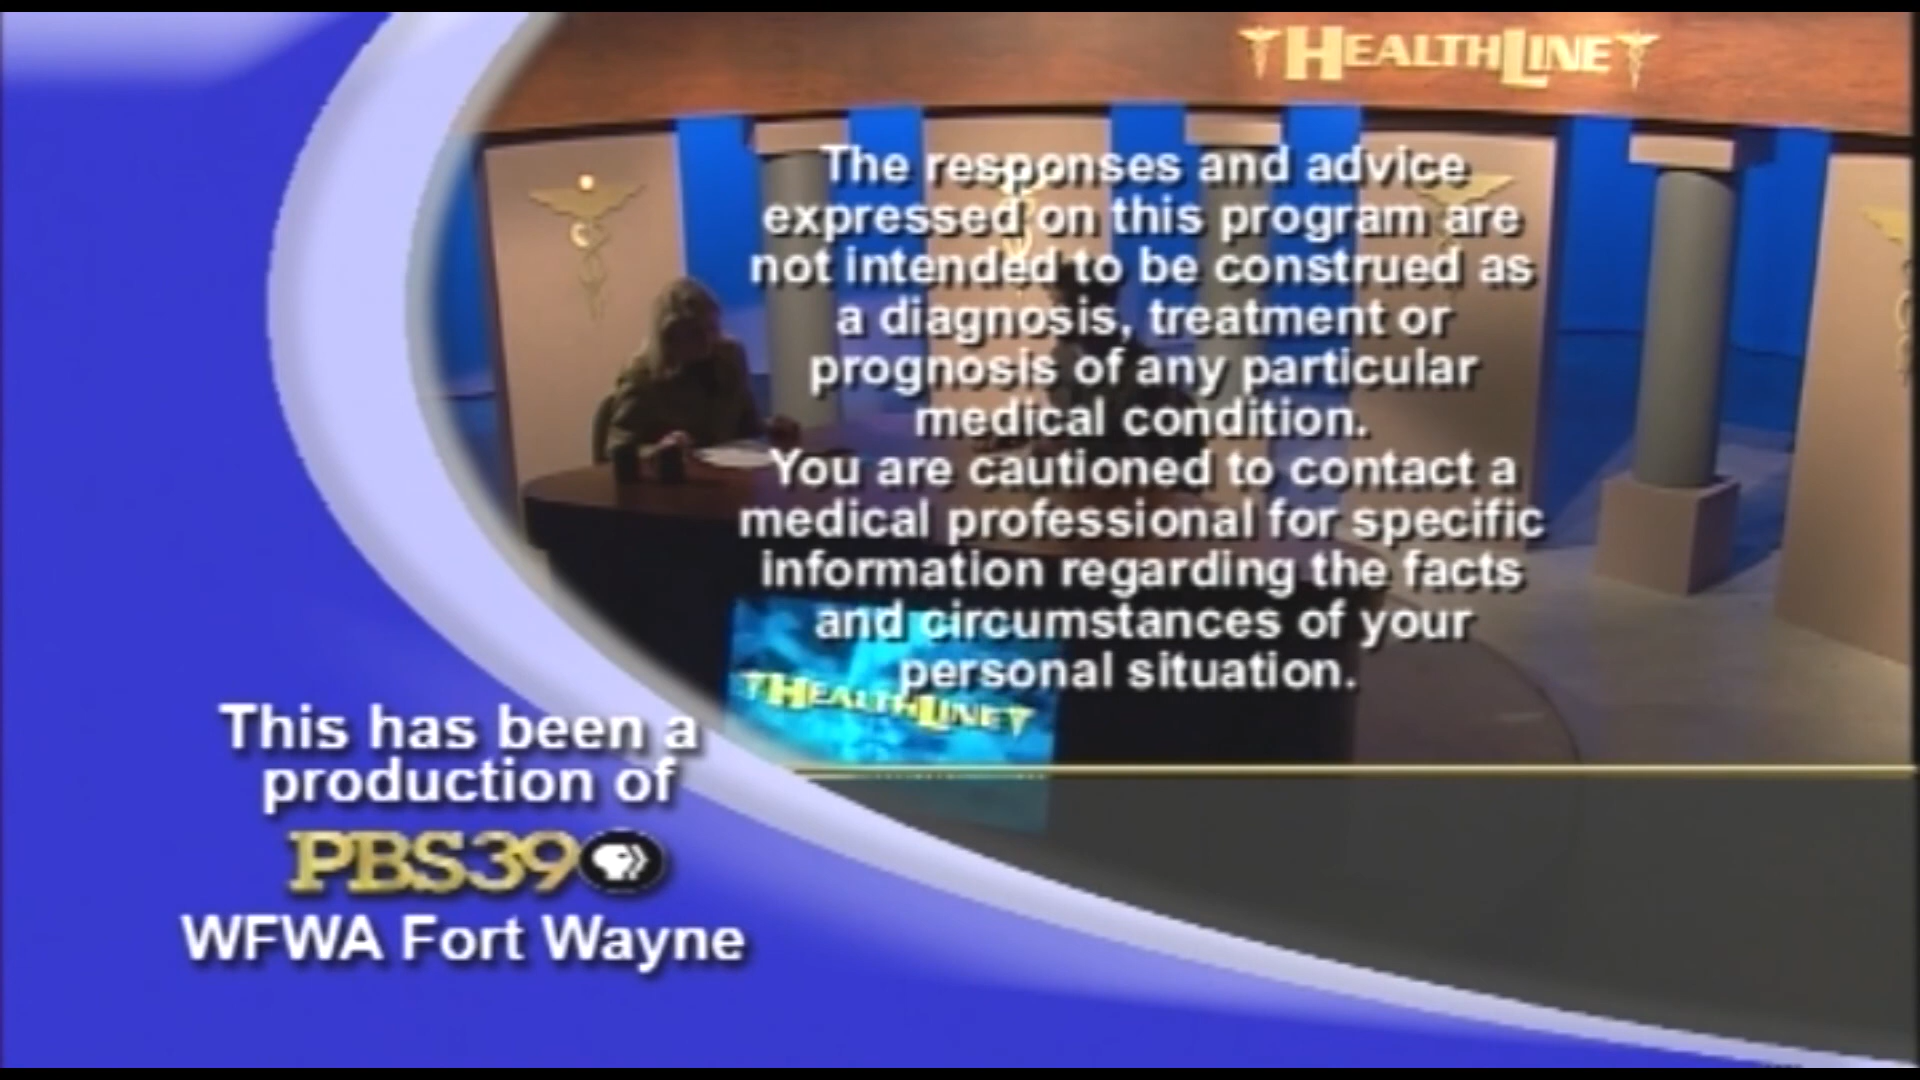 HEALTHLINE
The responses and advice
expressed on this program are
not intended to be construed as
a diagnosis, treatment or
prognosis of any particular
medical condition.
You are cautioned to contact a
medical professional for specific
information regarding the facts
and circumstances of your
personal situation.
HEALTHLINE
This has been a
production of
PBS39
WFWA Fort Wayne